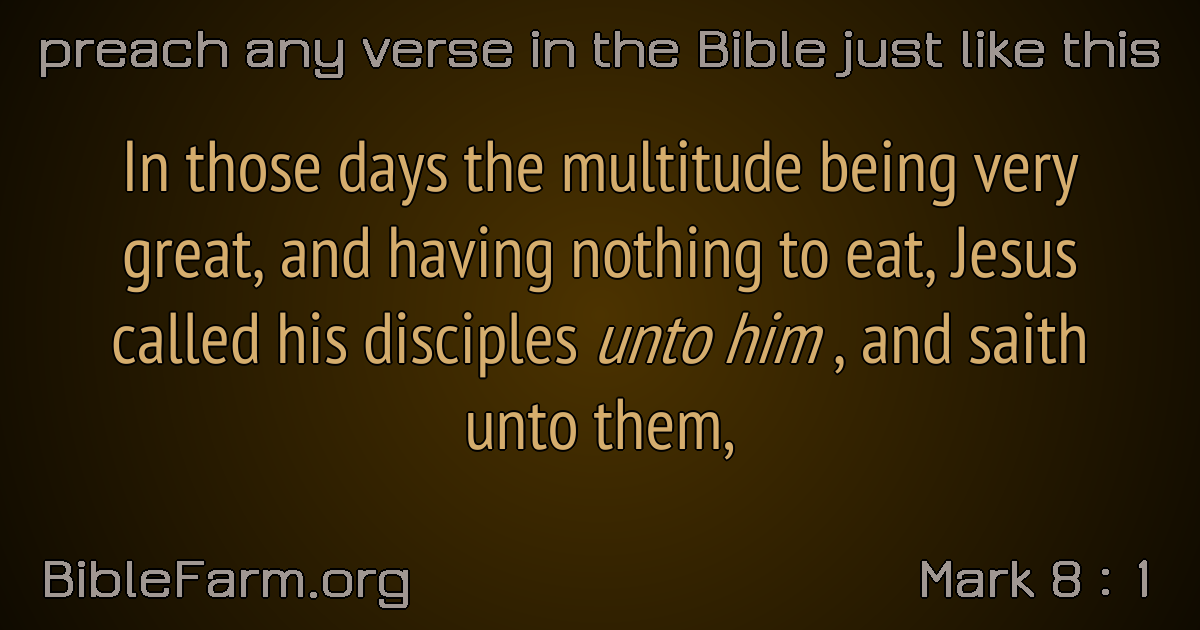 preach any verse in the Bible just like this
In those days the multitude being very
great, and having nothing to eat, Jesus
called his disciples unto him , and saith
unto them,
BibleFarm.org
Mark 8 : 1